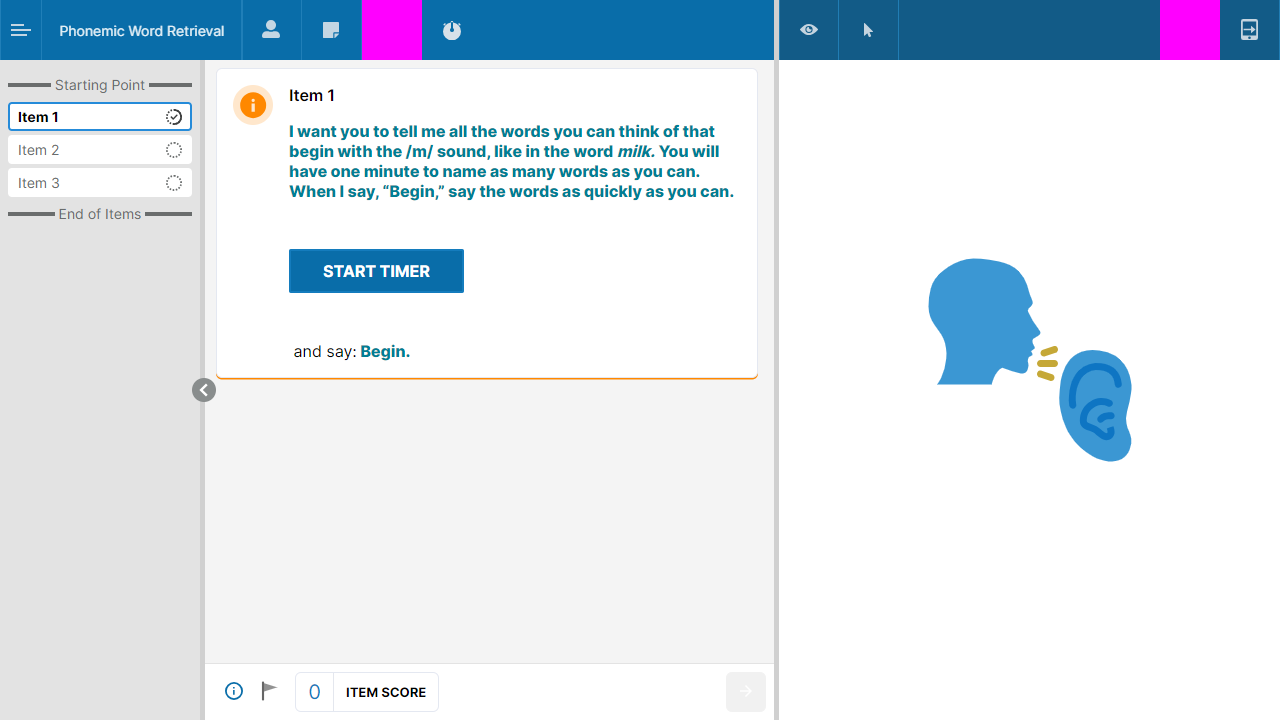 Phonemic Word Retrieval
Starting Point
Item 1
Item 2
Item 3
End of Items
Item 1
I want you to tell me all the words you can think of that
begin with the /m/ sound, like in the word milk. You will
have one minute to name as many words as you can.
When I say, “Begin,” say the words as quickly as you can.
START TIMER
and say: Begin.
0 ITEM SCORE